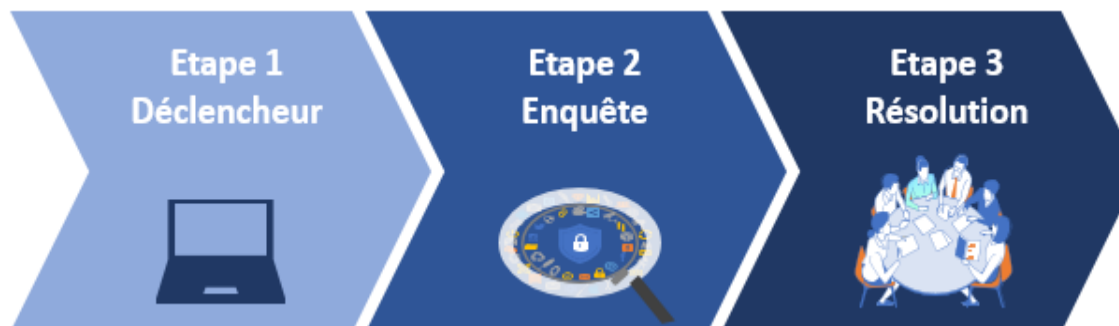 Etape 1
Déclencheur
Etape 2
Enquête
Etape 3
Résolution